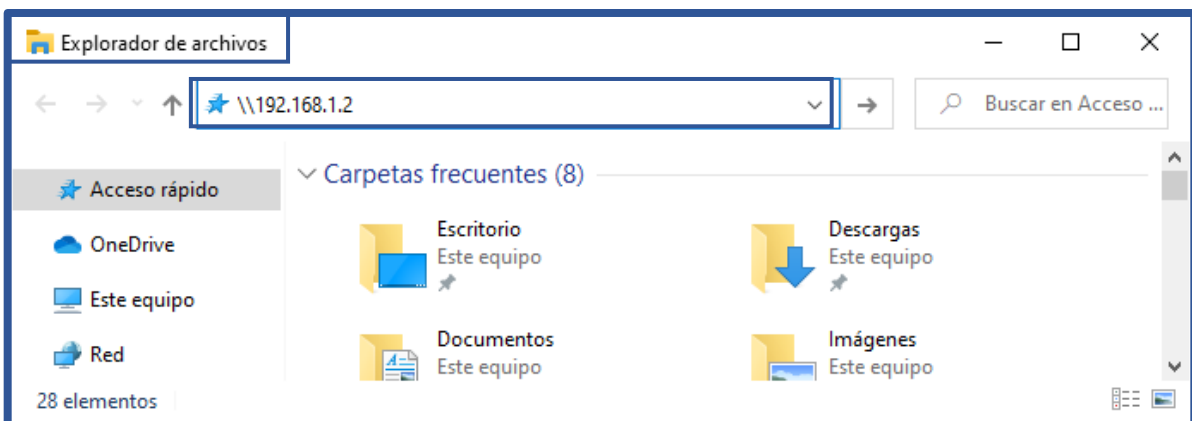 Explorador de archivos
\\192.168.1.2
Buscar en Acceso ...
Acceso rápido
OneDrive
Este equipo
Red
Carpetas frecuentes (8)
Escritorio
Este equipo
Descargas
Este equipo
Documentos
Este equipo
Imágenes
Este equipo
28 elementos